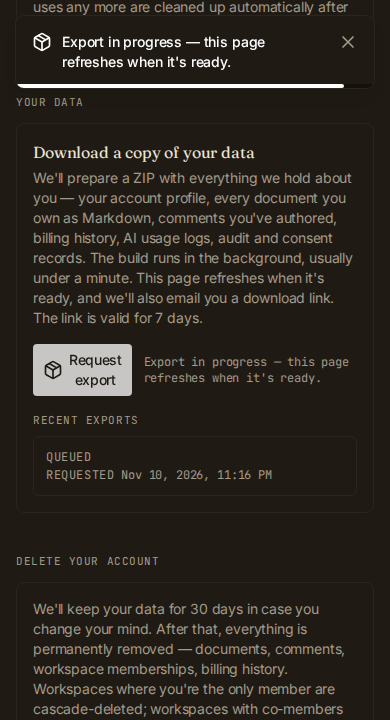 uses any more are cleaned up automatically after
Export in progress — this page
refreshes when it's ready.
YOUR DATA
Download a copy of your data
We'll prepare a ZIP with everything we hold about
you — your account profile, every document you
own as Markdown, comments you've authored,
billing history, AI usage logs, audit and consent
records. The build runs in the background, usually
under a minute. This page refreshes when it's
ready, and we'll also email you a download link.
The link is valid for 7 days.
Request
export
Export in progress — this page
refreshes when it's ready.
RECENT EXPORTS
QUEUED
REQUESTED Nov 10, 2026, 11:16 PM
DELETE YOUR ACCOUNT
We'll keep your data for 30 days in case you
change your mind. After that, everything is
permanently removed — documents, comments,
workspace memberships, billing history.
Workspaces where you're the only member are
cascade-deleted; workspaces with co-members